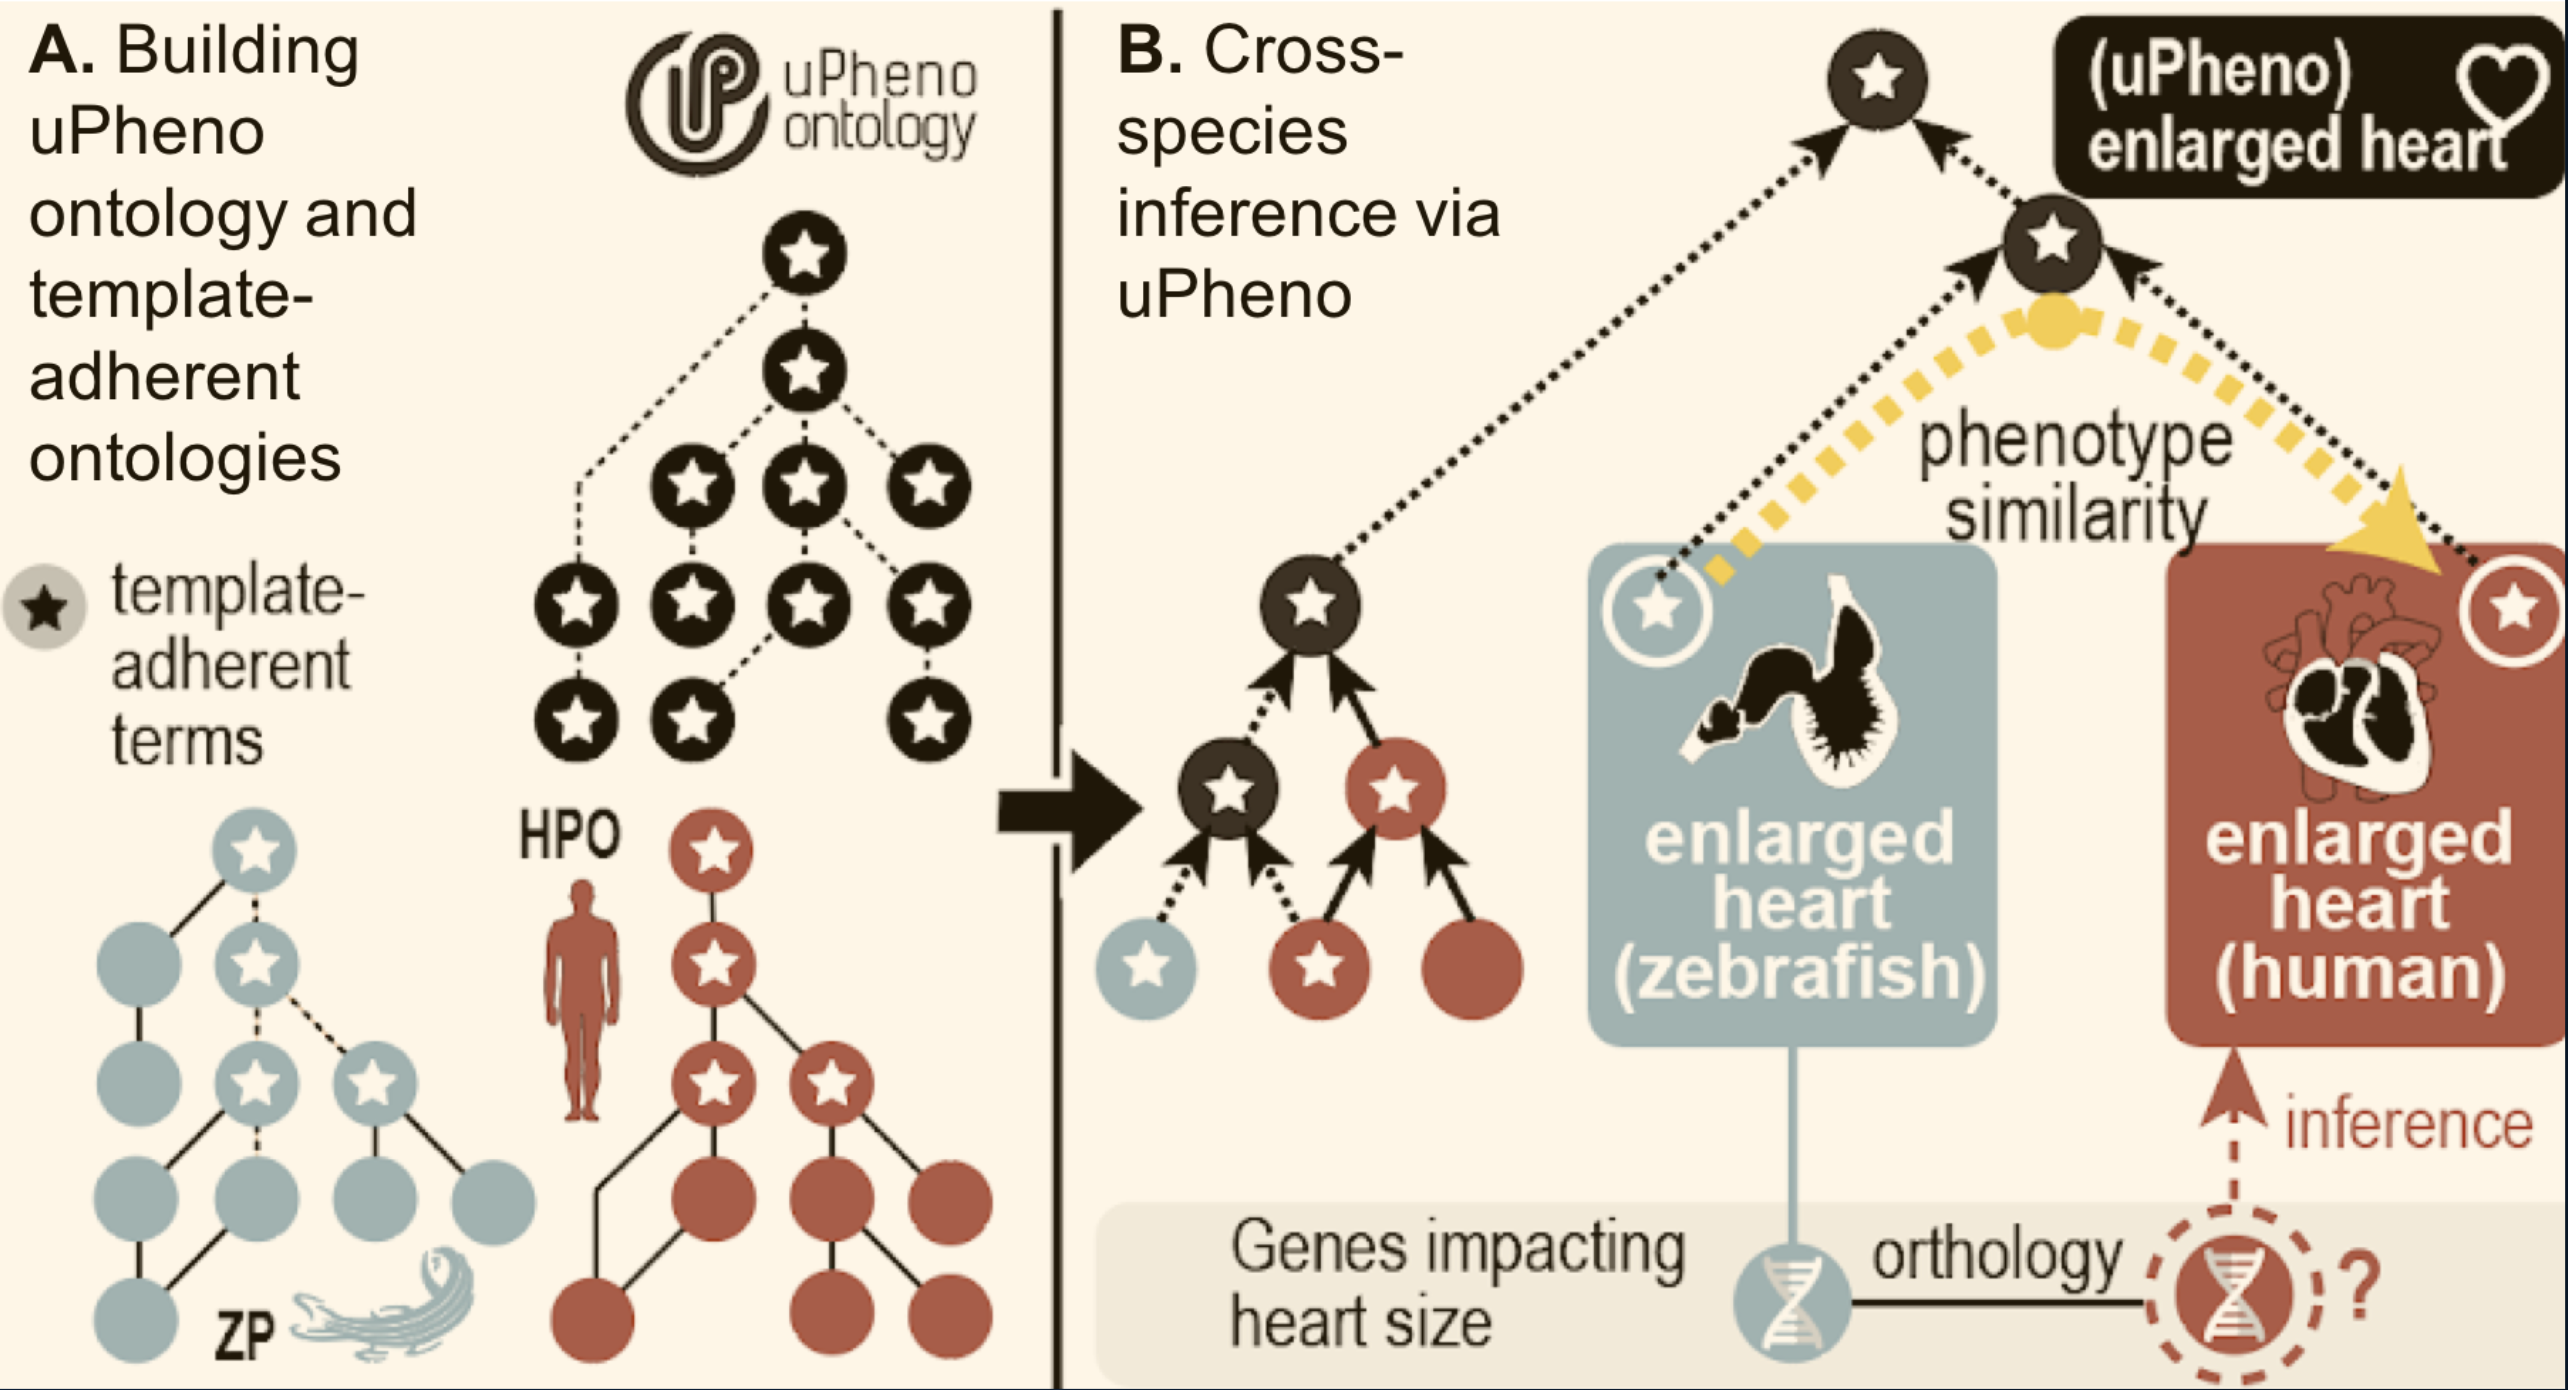 A. Building
uPheno
ontology and
template-
adherent
ontologies
uPheno
ontology
template-
adherent
terms
HPO
ZP
B. Cross-
species
inference via
uPheno
(uPheno)
enlarged heart
phenotype
similarity
enlarged
heart
(zebrafish)
enlarged
heart
(human)
inference
Genes impacting
heart size
orthology
?